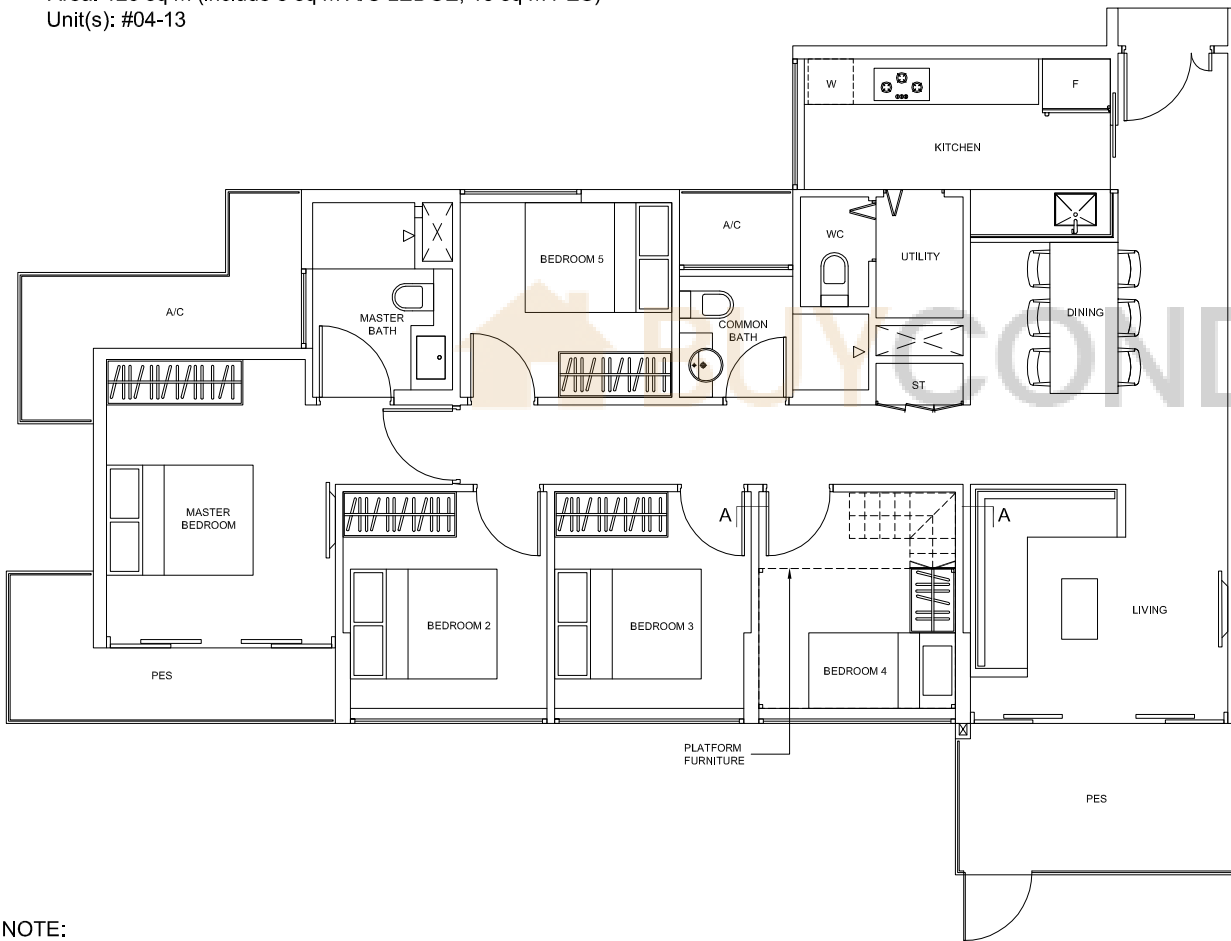 Unit(s): #04-13
W
F
KITCHEN
A/C
WC
UTILITY
BEDROOM 5
A/C
MASTER
BATH
COMMON
BATH
DINING
BUYCOND
ST
MASTER
BEDROOM
A
A
BEDROOM 2
BEDROOM 3
LIVING
BEDROOM 4
PES
PLATFORM
FURNITURE
PES
NOTE: